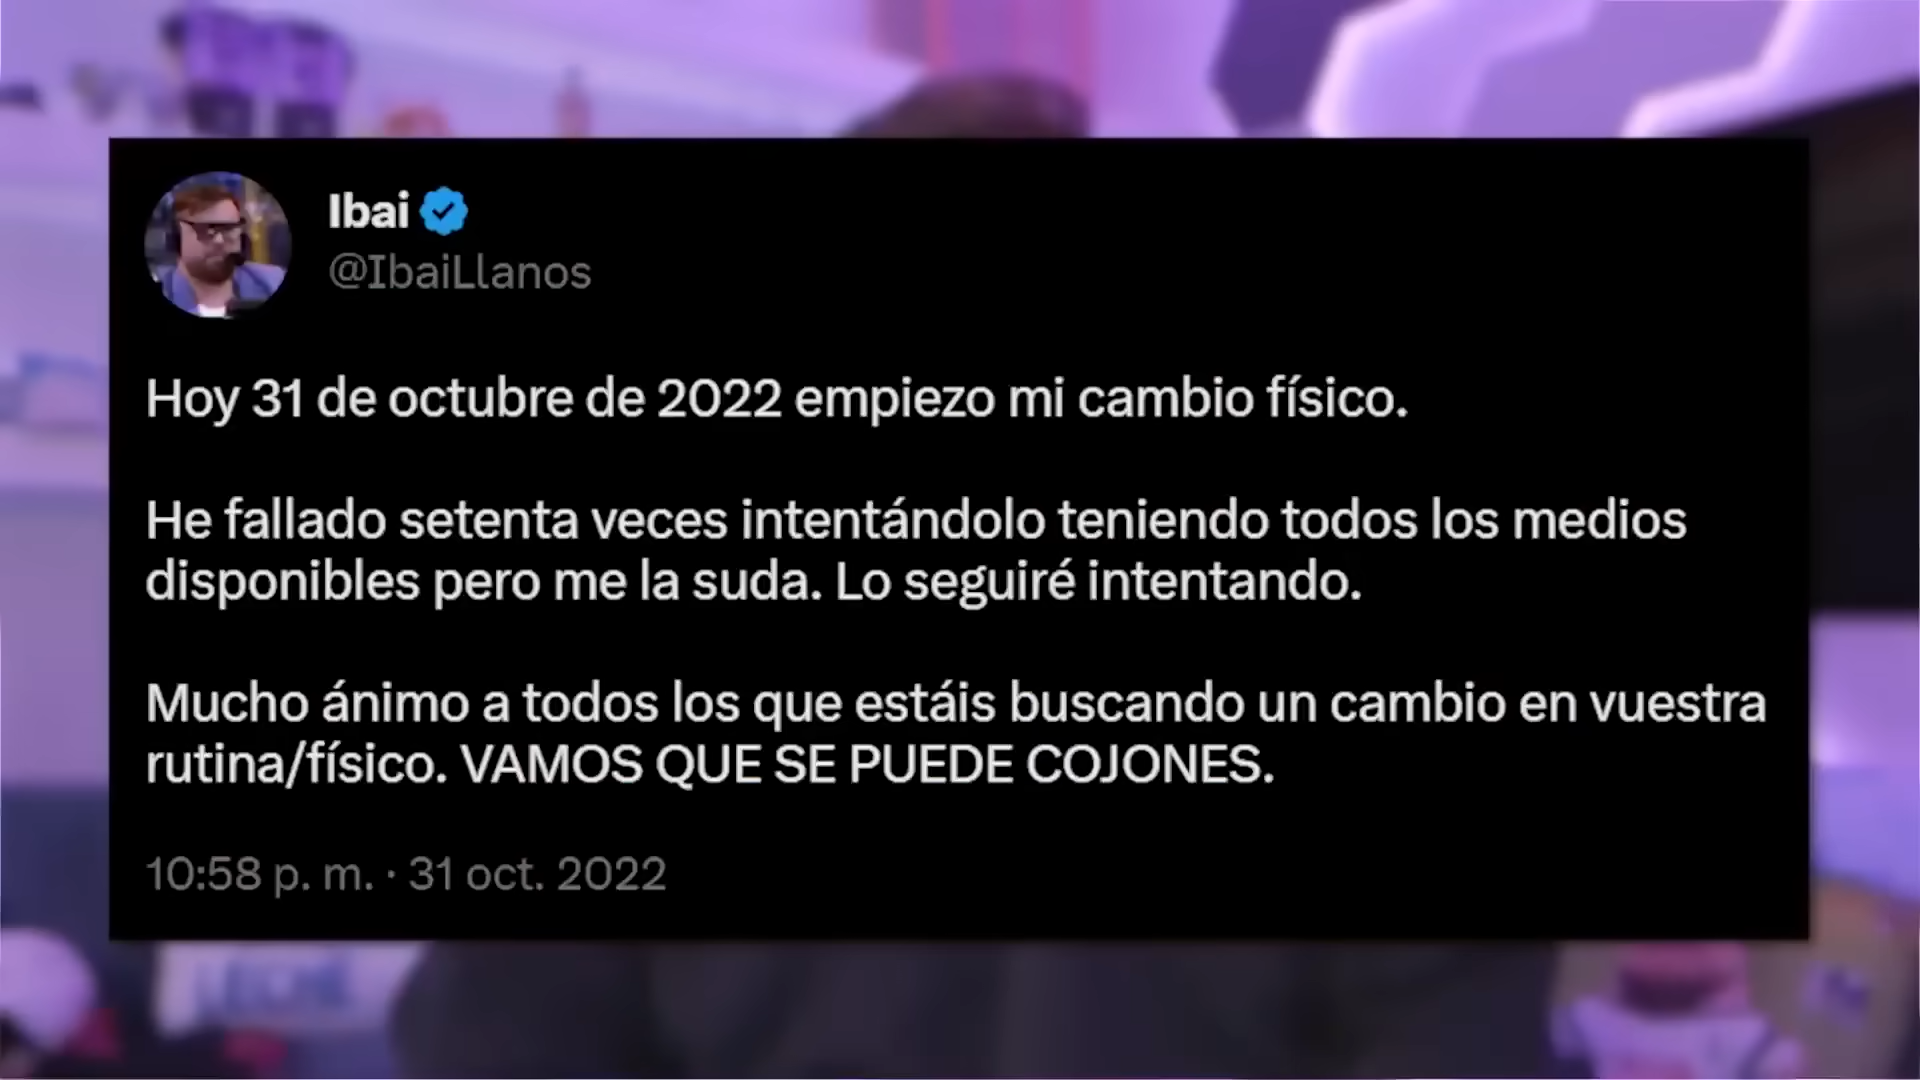 Ibai
@IbaiLlanos
Hoy 31 de octubre de 2022 empiezo mi cambio físico.
He fallado setenta veces intentándolo teniendo todos los medios
disponibles pero me la suda. Lo seguiré intentando.
Mucho ánimo a todos los que estáis buscando un cambio en vuestra
rutina/físico. VAMOS QUE SE PUEDE COJONES.
10:58 p. m. · 31 oct. 2022
LECHE